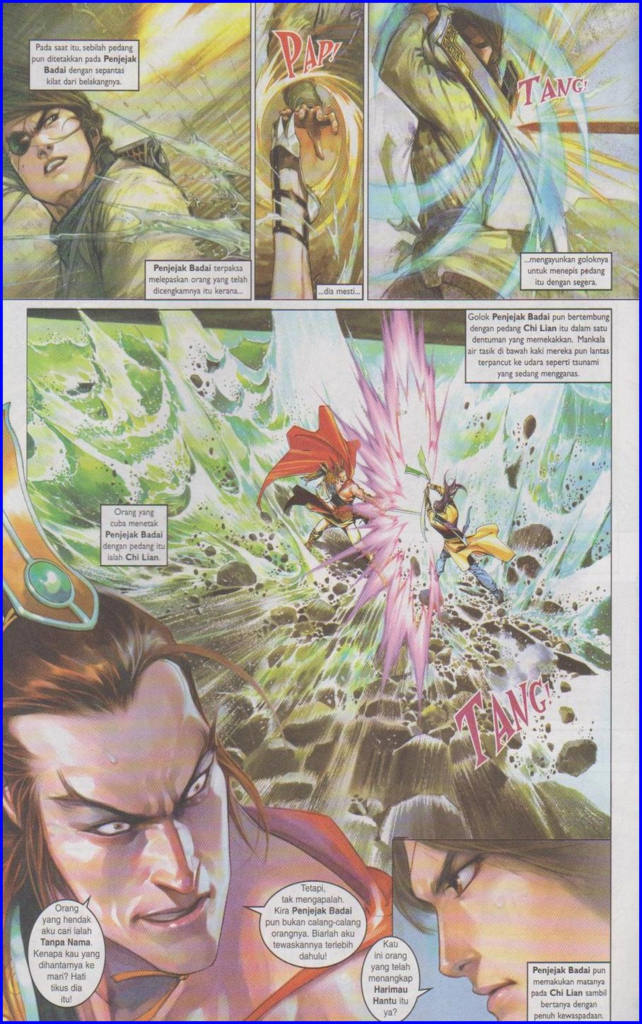 Pada saat itu, sebilah pedang
pun ditetakkan pada Penjejak
Badai dengan sepantas
kilat dari belakangnya.
Penjejak Badai terpaksa
melepaskan orang yang telah
dicengkamnya itu kerana...
PAP!
...dia mesti...
TANG!
...mengayunkan goloknya
untuk menepis pedang
itu dengan segera.
Golok Penjejak Badai pun bertembung
dengan pedang Chi Lian itu dalam satu
dentuman yang memekakkan. Mankala
air tasik di bawah kaki mereka pun lantas
terpancut ke udara seperti tsunami
yang sedang mengganas.
Orang yang
cuba menetak
Penjejak Badai
dengan pedang itu
ialah Chi Lian.
TANG!
Orang
yang hendak
aku cari ialah
Tanpa Nama.
Kenapa kau yang
dihantarnya ke
mari? Hati
tikus dia
itu!
Tetapi,
tak mengapalah.
Kira Penjejak Badai
pun bukan calang-calang
orangnya. Biarlah aku
tewaskannya terlebih
dahulu!
Kau
ini orang
yang telah
menangkap
Harimau
Hantu itu
ya?
Penjejak Badai pun
memakukan matanya
pada Chi Lian sambil
bertanya dengan
penuh kewaspadaan.